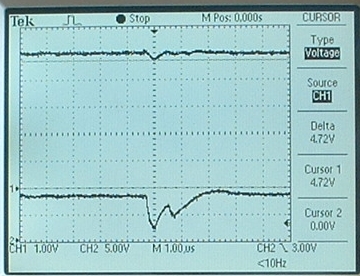 Tek Stop M Pos: 0.000s CURSOR
Type
Voltage
Source
CH1
Delta
4.72V
Cursor 1
4.72V
Cursor 2
0.00V
1
2
CH1 1.00V CH2 5.00V M 1.00µs CH2 3.00V
<10Hz